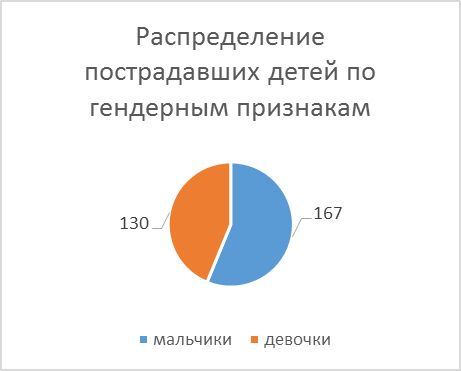 Распределение
пострадавших детей по
гендерным признакам
167
130
мальчики
девочки